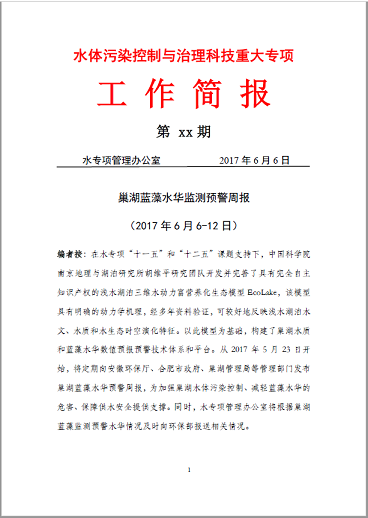 水体污染控制与治理科技重大专项
工作简报
第 xx 期
水专项管理办公室 2017 年 6 月 6 日
巢湖蓝藻水华监测预警周报
（2017 年 6 月 6-12 日）
编者按：在水专项“十一五”和“十二五”课题支持下，中国科学院
南京地理与湖泊研究所胡维平研究团队开发并完善了具有完全自主
知识产权的浅水湖泊三维水动力富营养化生态模型 EcoLake，该模型
具有明确的动力学机理，经多年资料验证，可较好地反映浅水湖泊水
文、水质和水生态时空演化特征。以此模型为基础，构建了巢湖水质
和蓝藻水华数值预报预警技术体系和平台。从 2017 年 5 月 23 日开
始，将定期向安徽环保厅、合肥市政府、巢湖管理局等管理部门发布
巢湖蓝藻水华预警周报，为加强巢湖水体污染控制、减轻蓝藻水华的
危害、保障供水安全提供支撑。同时，水专项管理办公室将根据巢湖
蓝藻监测预警水华情况及时向环保部报送相关情况。
1